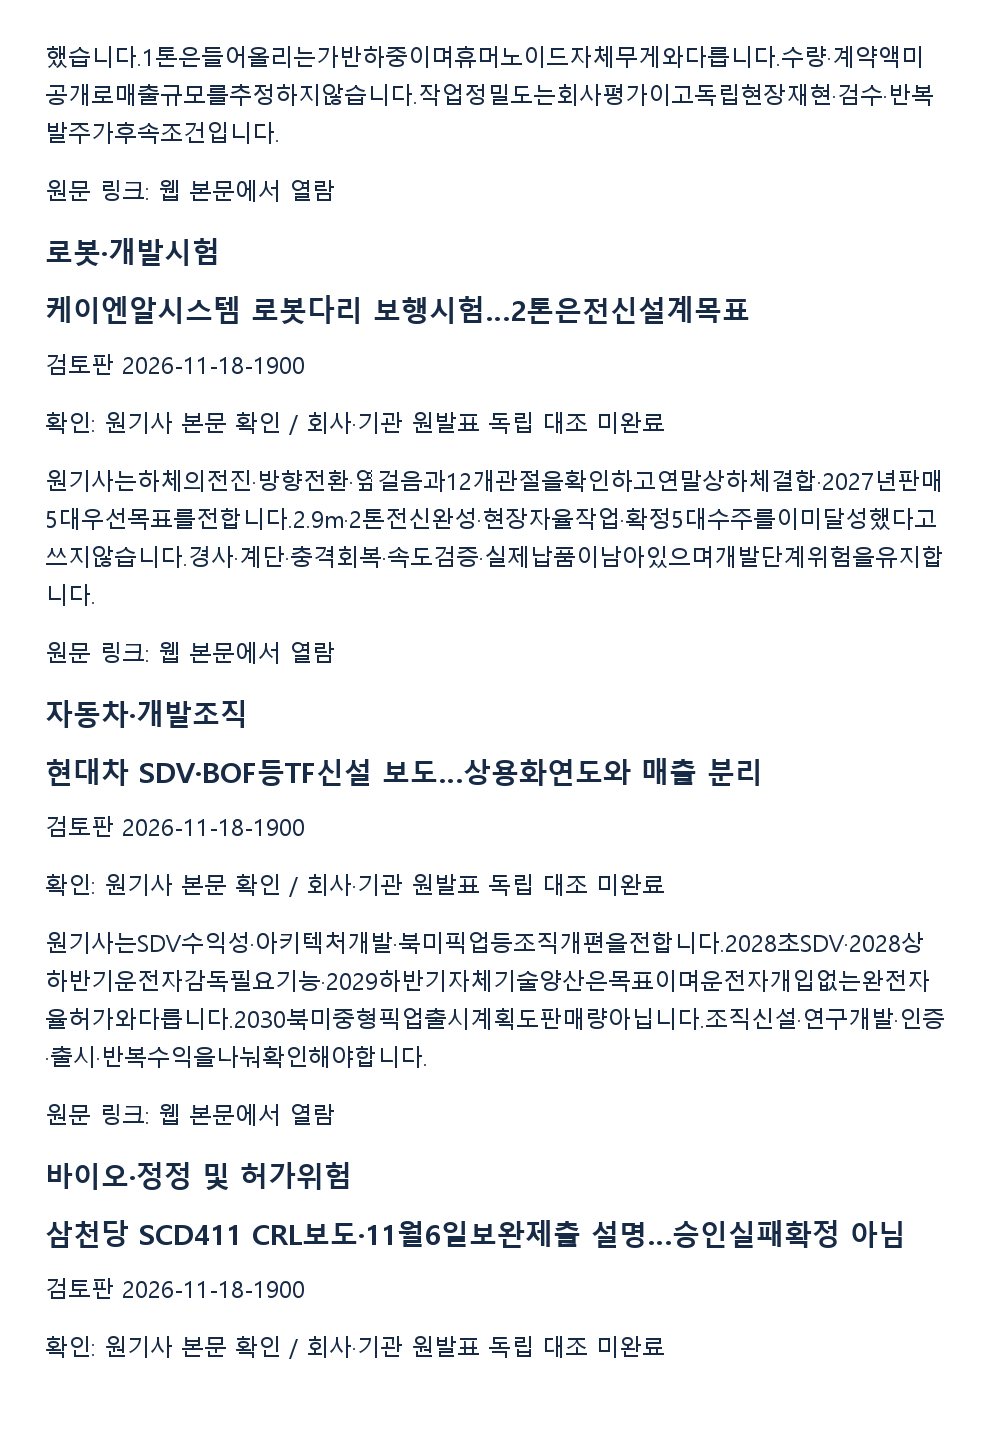 했습니다.1톤은들어올리는가반하중이며휴머노이드자체무게와다릅니다.수량·계약액미
공개로매출규모를추정하지않습니다.작업정밀도는회사평가이고독립현장재현·검수·반복
발주가후속조건입니다.
원문 링크: 웹 본문에서 열람
로봇·개발시험
케이엔알시스템 로봇다리 보행시험…2톤은전신설계목표
검토판 2026-11-18-1900
확인: 원기사 본문 확인 / 회사·기관 원발표 독립 대조 미완료
원기사는하체의전진·방향전환·옆걸음과12개관절을확인하고연말상하체결합·2027년판매
5대우선목표를전합니다.2.9m·2톤전신완성·현장자율작업·확정5대수주를이미달성했다고
쓰지않습니다.경사·계단·충격회복·속도검증·실제납품이남아있으며개발단계위험을유지합
니다.
원문 링크: 웹 본문에서 열람
자동차·개발조직
현대차 SDV·BOF등TF신설 보도…상용화연도와 매출 분리
검토판 2026-11-18-1900
확인: 원기사 본문 확인 / 회사·기관 원발표 독립 대조 미완료
원기사는SDV수익성·아키텍처개발·북미픽업등조직개편을전합니다.2028초SDV·2028상
하반기운전자감독필요기능·2029하반기자체기술양산은목표이며운전자개입없는완전자
율허가와다릅니다.2030북미중형픽업출시계획도판매량아닙니다.조직신설·연구개발·인증
·출시·반복수익을나눠확인해야합니다.
원문 링크: 웹 본문에서 열람
바이오·정정 및 허가위험
삼천당 SCD411 CRL보도·11월6일보완제출 설명…승인실패확정 아님
검토판 2026-11-18-1900
확인: 원기사 본문 확인 / 회사·기관 원발표 독립 대조 미완료